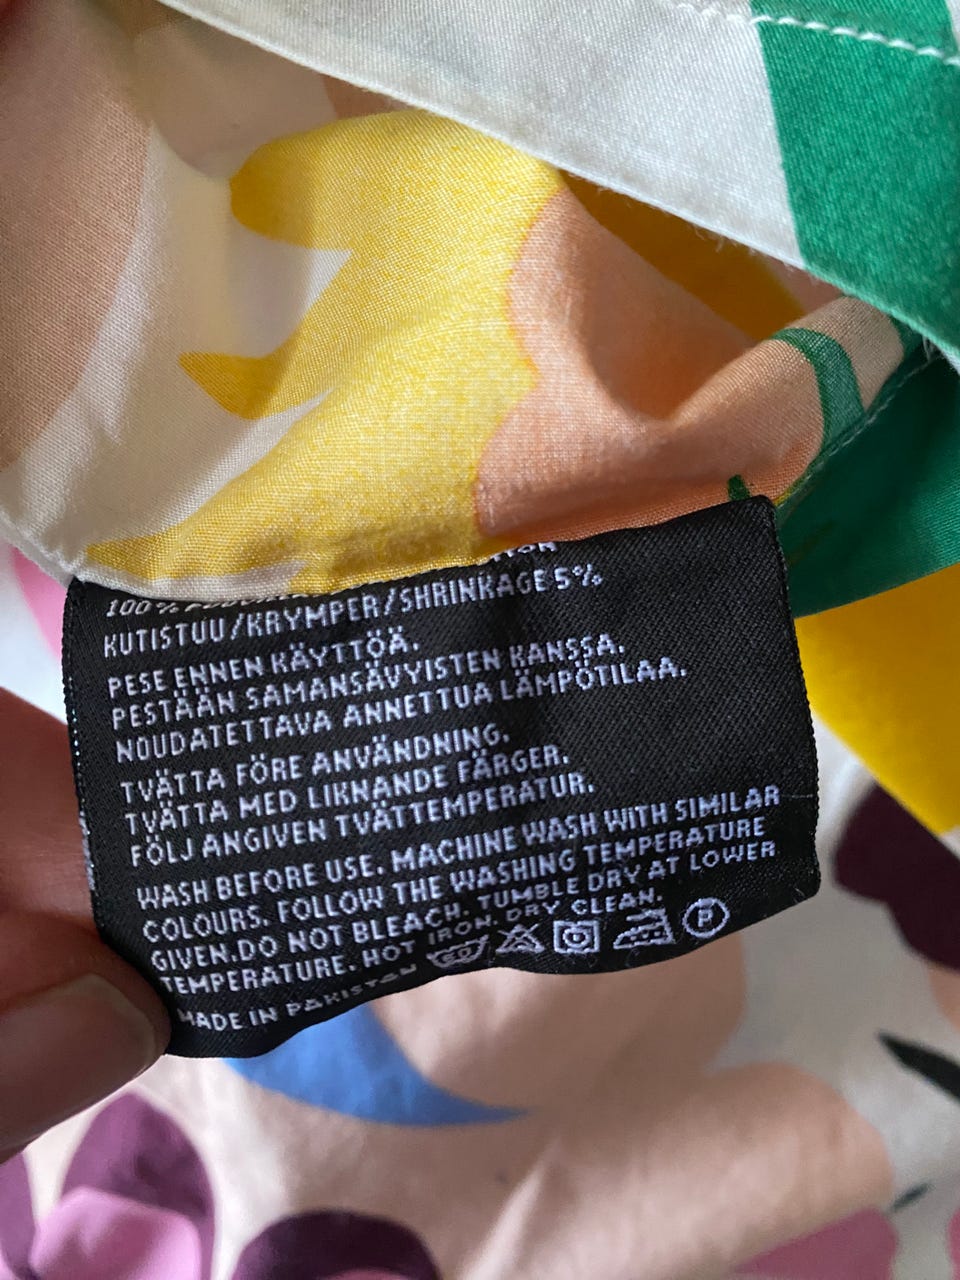 100%
KUTISTUU/KRYMPER/SHRINKAGE 5%
PESE ENNEN KÄYTTÖÄ.
PESTÄÄN SAMANSÄVYISTEN KANSSA.
NOUDATETTAVA ANNETTUA LÄMPÖTILAA.
TVÄTTA FÖRE ANVÄNDNING.
TVÄTTA MED LIKNANDE FÄRGER.
FÖLJ ANGIVEN TVÄTTEMPERATUR.
WASH BEFORE USE. MACHINE WASH WITH SIMILAR
COLOURS. FOLLOW THE WASHING TEMPERATURE
GIVEN.DO NOT BLEACH. TUMBLE DRY AT LOWER
TEMPERATURE. HOT IRON. DRY CLEAN.
MADE IN PAKISTAN 60 P